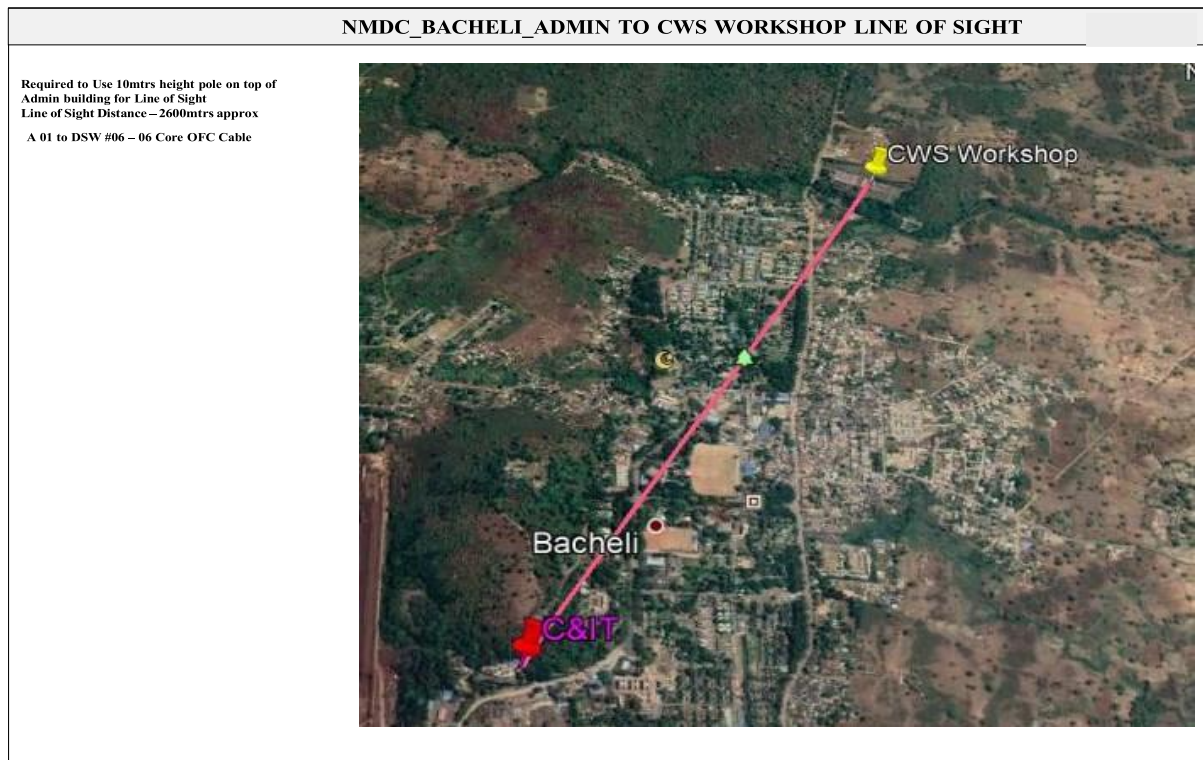 NMDC_BACHELI_ADMIN TO CWS WORKSHOP LINE OF SIGHT
Required to Use 10mtrs height pole on top of
Admin building for Line of Sight
Line of Sight Distance – 2600mtrs approx
A 01 to DSW #06 – 06 Core OFC Cable
CWS Workshop
Bacheli
C&IT